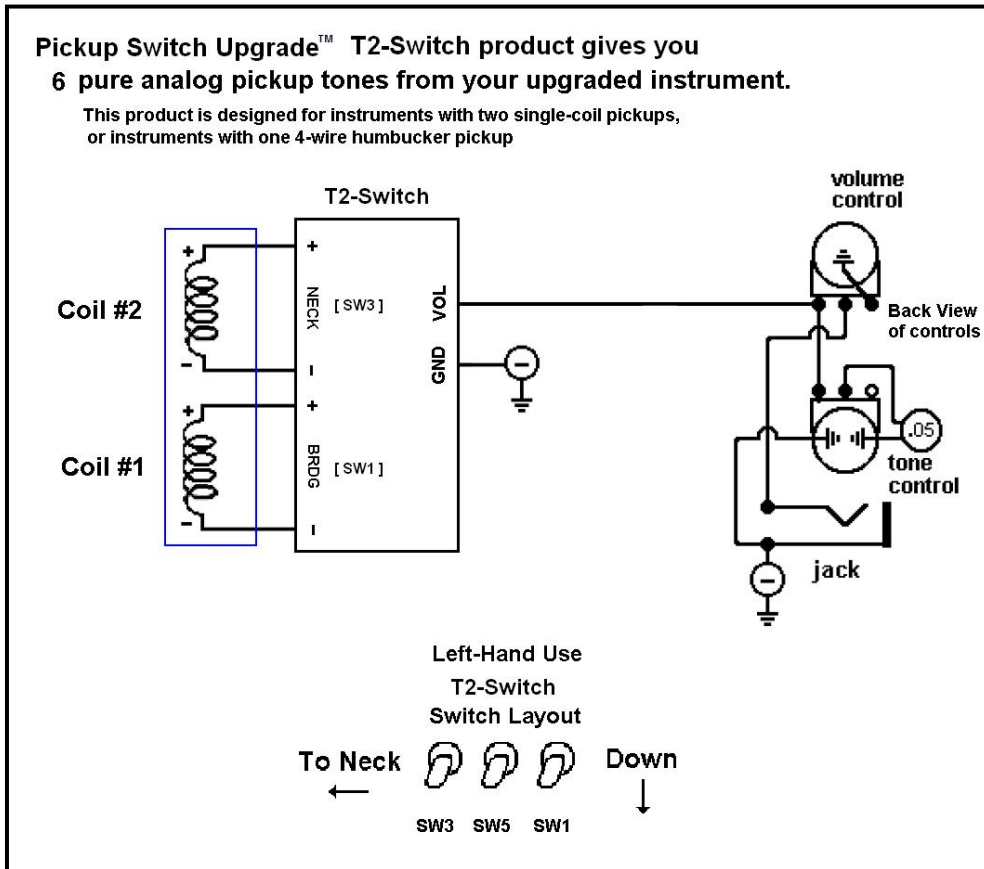 Pickup Switch Upgrade™ T2-Switch product gives you
6 pure analog pickup tones from your upgraded instrument.
This product is designed for instruments with two single-coil pickups,
or instruments with one 4-wire humbucker pickup
T2-Switch
volume
control
Coil #2
+
-
+
NECK
-
[ SW3 ]
VOL
GND
-
Back View
of controls
Coil #1
+
-
+
BRDG
-
[ SW1 ]
.05
tone
control
jack
-
Left-Hand Use
T2-Switch
Switch Layout
To Neck
Down
SW3 SW5 SW1